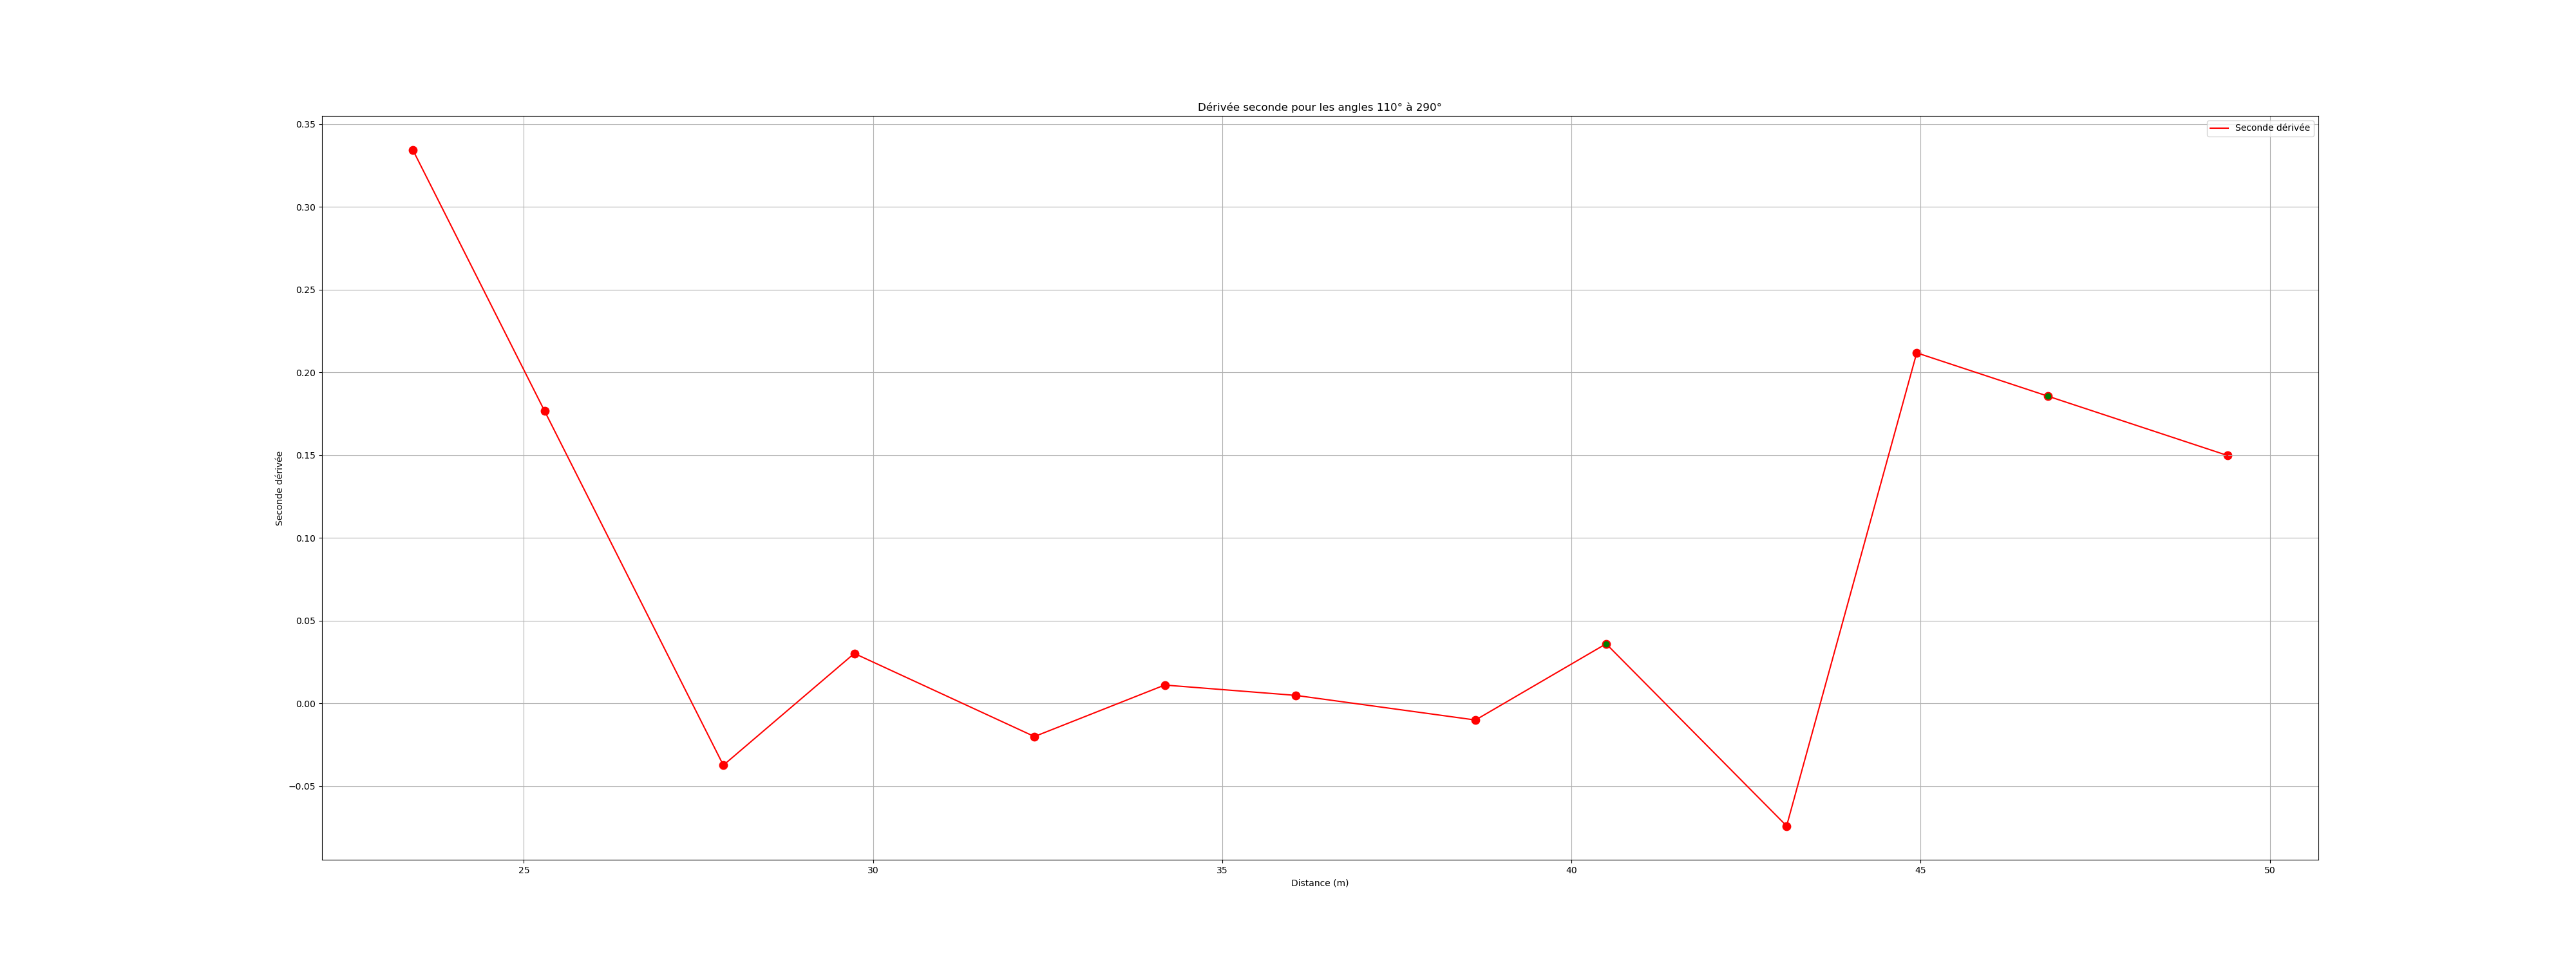 Dérivée seconde pour les angles 110° à 290°
Seconde dérivée
0.35
0.30
0.25
0.20
0.15
0.10
0.05
0.00
−0.05
Seconde dérivée
25 30 35 40 45 50
Distance (m)